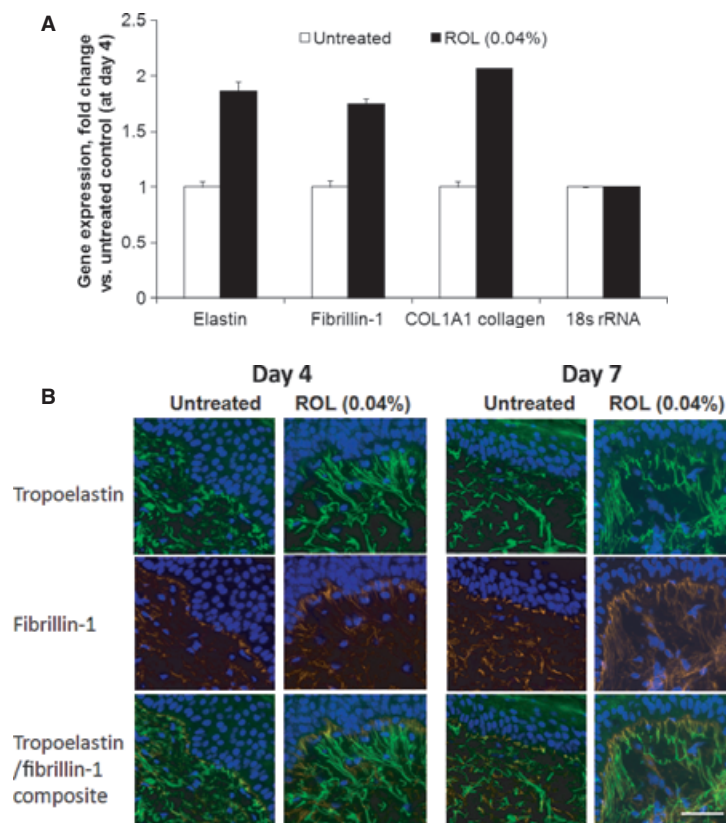 A
Gene expression, fold change
vs. untreated control (at day 4)
2.5
2
1.5
1
0.5
0
Untreated ROL (0.04%)
Elastin Fibrillin-1 COL1A1 collagen 18s rRNA
B
Day 4 Day 7
Untreated ROL (0.04%) Untreated ROL (0.04%)
Tropoelastin
Fibrillin-1
Tropoelastin
/fibrillin-1
composite